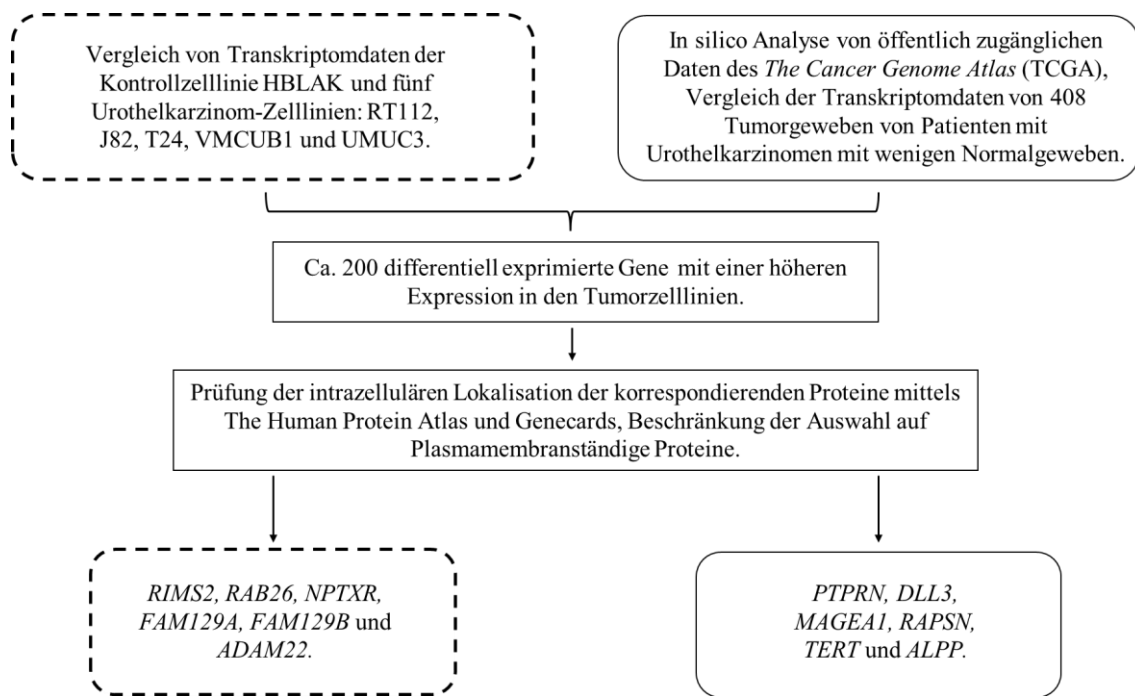 Vergleich von Transkriptomdaten der
Kontrollzelllinie HBLAK und fünf
Urothelkarzinom-Zelllinien: RT112,
J82, T24, VMCUB1 und UMUC3.
In silico Analyse von öffentlich zugänglichen
Daten des The Cancer Genome Atlas (TCGA),
Vergleich der Transkriptomdaten von 408
Tumorgeweben von Patienten mit
Urothelkarzinomen mit wenigen Normalgeweben.
Ca. 200 differentiell exprimierte Gene mit einer höheren
Expression in den Tumorzelllinien.
Prüfung der intrazellulären Lokalisation der korrespondierenden Proteine mittels
The Human Protein Atlas und Genecards, Beschränkung der Auswahl auf
Plasmamembranständige Proteine.
RIMS2, RAB26, NPTXR,
FAM129A, FAM129B und
ADAM22.
PTPRN, DLL3,
MAGEA1, RAPSN,
TERT und ALPP.